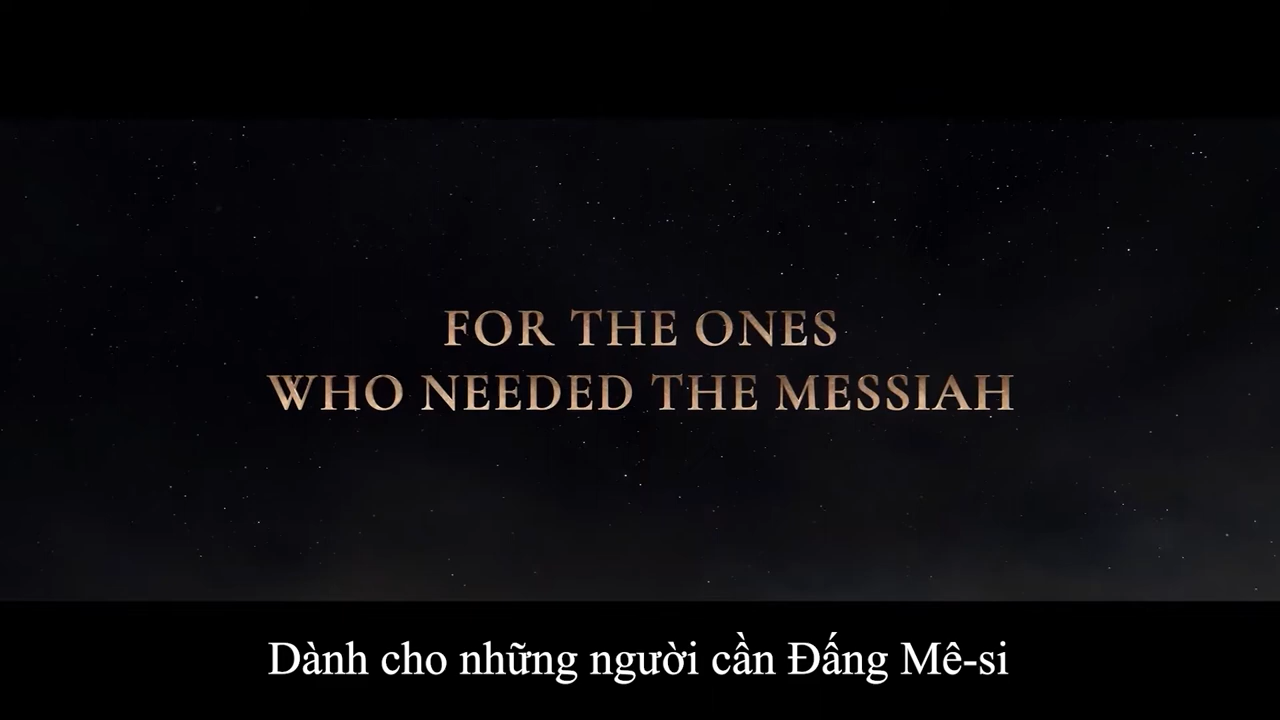 FOR THE ONES
WHO NEEDED THE MESSIAH
Dành cho những người cần Đấng Mê-si